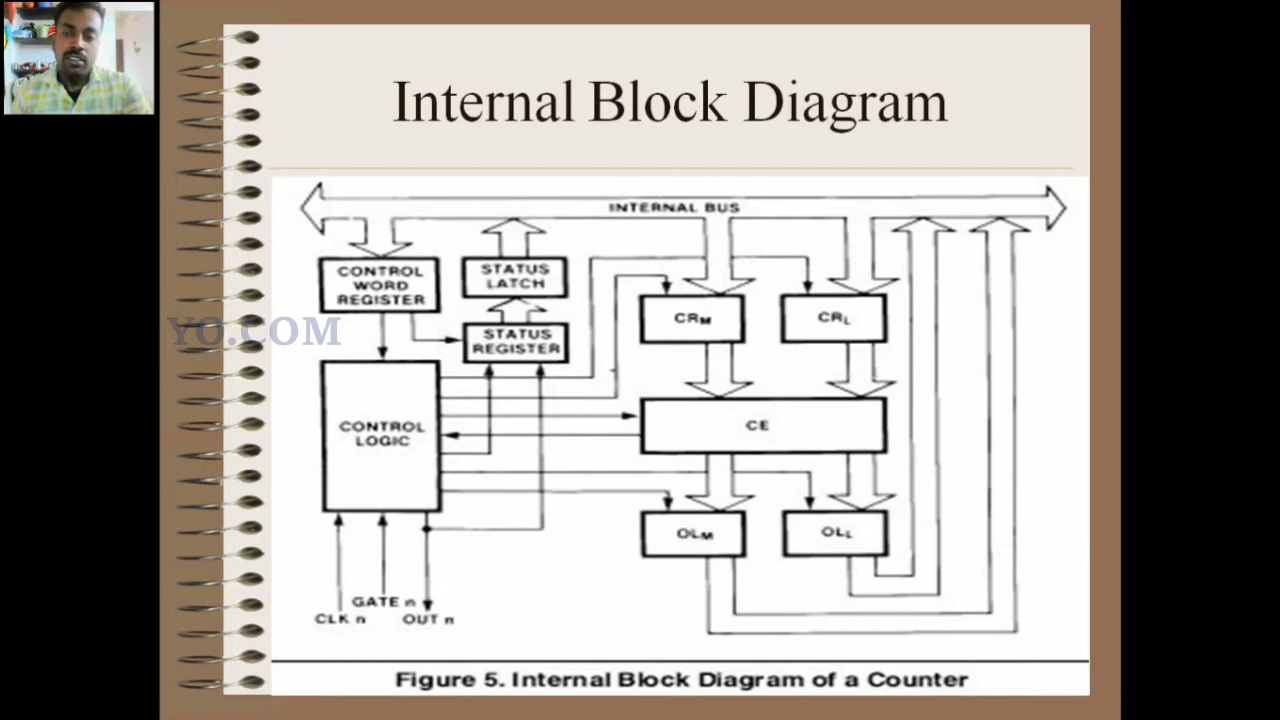 Internal Block Diagram
INTERNAL BUS
CONTROL
WORD
REGISTER
STATUS
LATCH
STATUS
REGISTER
CRM
CRL
YO.COM
CONTROL
LOGIC
CE
OLM
OLL
GATE n
CLK n
OUT n
Figure 5. Internal Block Diagram of a Counter